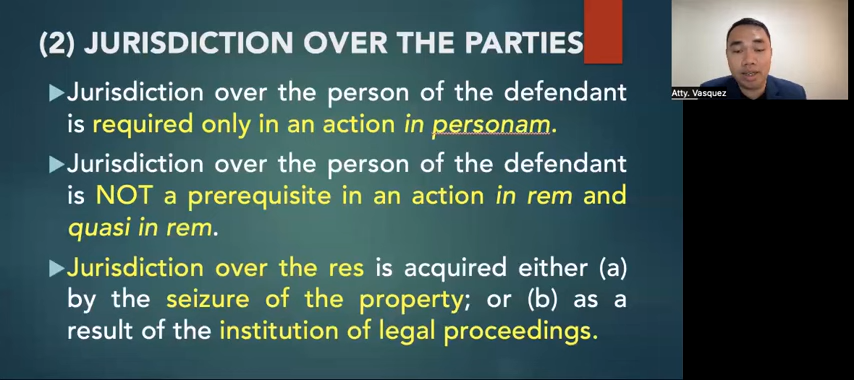 (2) JURISDICTION OVER THE PARTIES
Jurisdiction over the person of the defendant
is required only in an action in personam.
Jurisdiction over the person of the defendant
is NOT a prerequisite in an action in rem and
quasi in rem.
Jurisdiction over the res is acquired either (a)
by the seizure of the property; or (b) as a
result of the institution of legal proceedings.
Atty. Vasquez